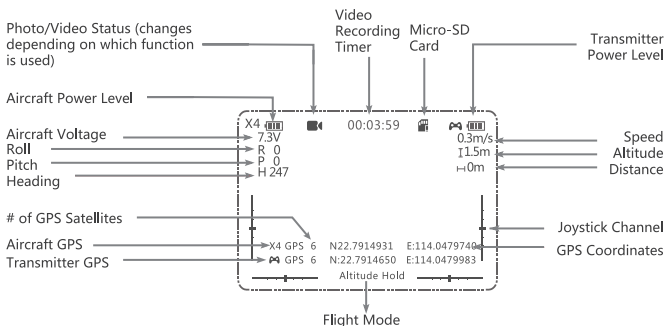 Photo/Video Status (changes
depending on which function
is used)
Video
Recording
Timer
Micro-SD
Card
Transmitter
Power Level
Aircraft Power Level
X4
00:03:59
Aircraft Voltage
7.3V
0.3m/s
Speed
Roll
R 0
1.5m
Altitude
Pitch
P 0
0m
Distance
Heading
H 247
# of GPS Satellites
Joystick Channel
Aircraft GPS
X4 GPS 6 N22.7914931 E:114.0479740
GPS Coordinates
Transmitter GPS
GPS 6 N:22.7914650 E:114.0479983
Altitude Hold
Flight Mode